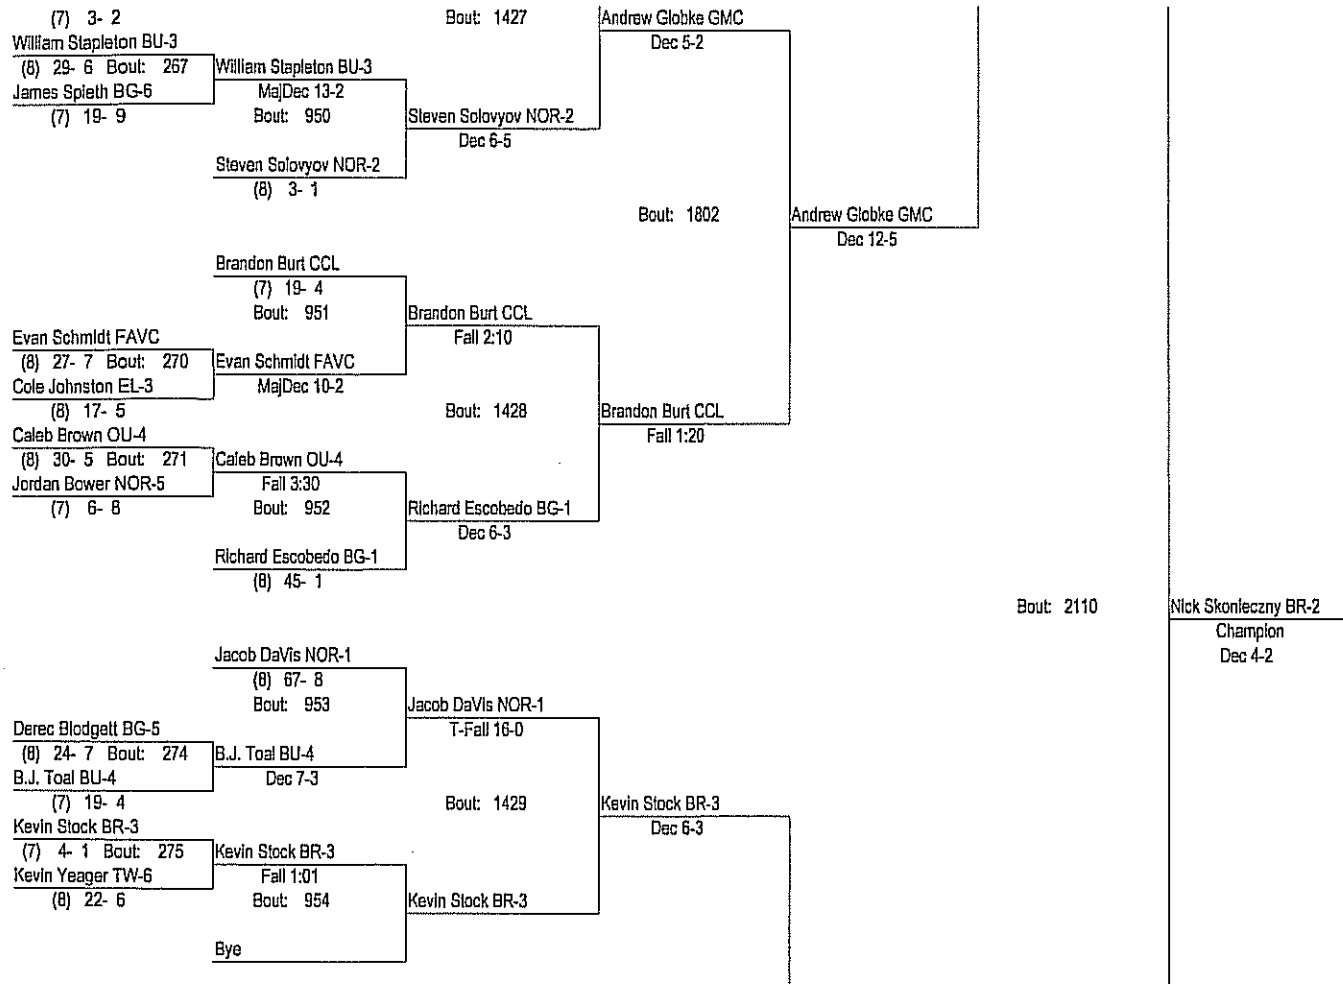 (7) 3- 2
Bout: 1427
Andrew Globke GMC
Dec 5-2
William Stapleton BU-3
(8) 29- 6 Bout: 267
William Stapleton BU-3
James Spieth BG-6
MajDec 13-2
(7) 19- 9
Bout: 950
Steven Solovyov NOR-2
Dec 6-5
Steven Solovyov NOR-2
(8) 3- 1
Bout: 1802
Andrew Globke GMC
Dec 12-5
Brandon Burt CCL
(7) 19- 4
Bout: 951
Brandon Burt CCL
Fall 2:10
Evan Schmidt FAVC
(8) 27- 7 Bout: 270
Evan Schmidt FAVC
Cole Johnston EL-3
MajDec 10-2
(8) 17- 5
Bout: 1428
Brandon Burt CCL
Fall 1:20
Caleb Brown OU-4
(8) 30- 5 Bout: 271
Caleb Brown OU-4
Jordan Bower NOR-5
Fall 3:30
(7) 6- 8
Bout: 952
Richard Escobedo BG-1
Dec 6-3
Richard Escobedo BG-1
(8) 45- 1
Bout: 2110
Nick Skonieczny BR-2
Champion
Dec 4-2
Jacob DaVis NOR-1
(8) 67- 8
Bout: 953
Jacob DaVis NOR-1
T-Fall 16-0
Derec Blodgett BG-5
(8) 24- 7 Bout: 274
B.J. Toal BU-4
B.J. Toal BU-4
Dec 7-3
(7) 19- 4
Bout: 1429
Kevin Stock BR-3
Dec 6-3
Kevin Stock BR-3
(7) 4- 1 Bout: 275
Kevin Stock BR-3
Kevin Yeager TW-6
Fall 1:01
(8) 22- 6
Bout: 954
Kevin Stock BR-3
Bye